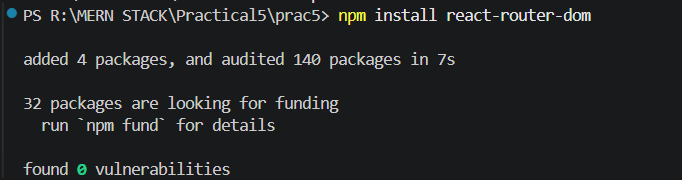 PS R:\MERN STACK\Practical5\prac5> npm install react-router-dom
added 4 packages, and audited 140 packages in 7s
32 packages are looking for funding
run `npm fund` for details
found 0 vulnerabilities